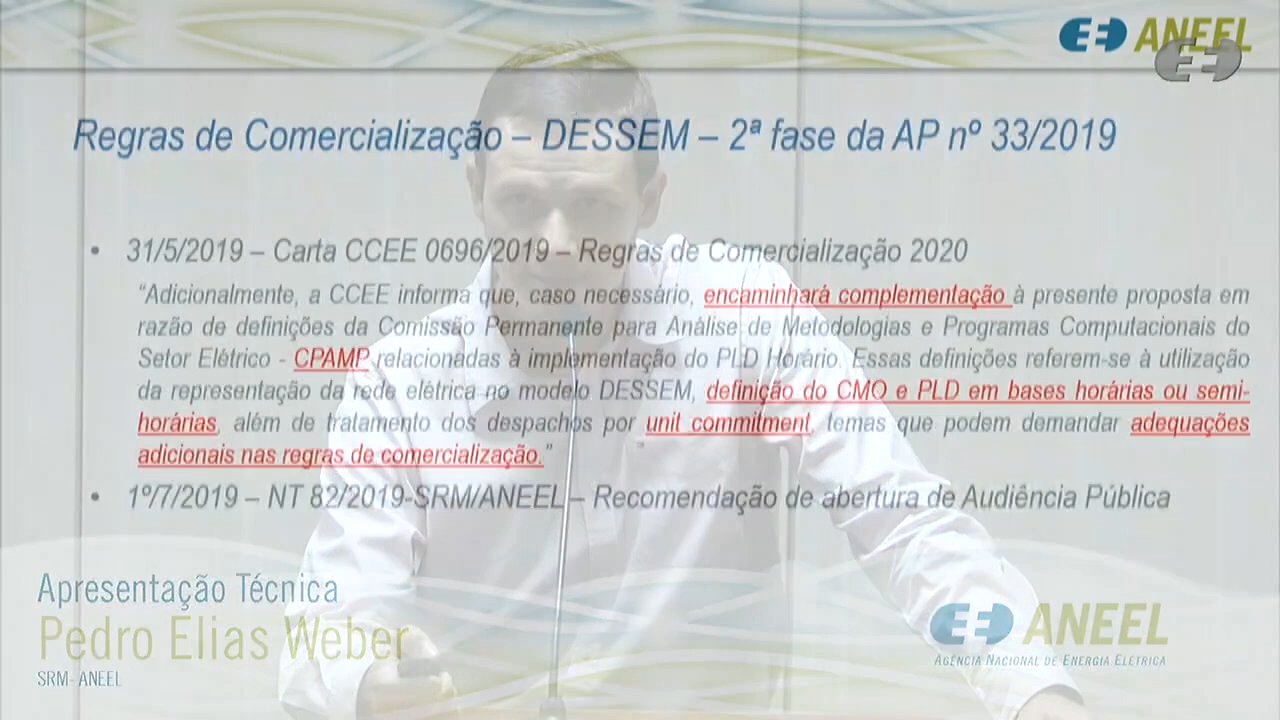 ANEEL
Regras de Comercialização – DESSEM – 2ª fase da AP nº 33/2019
• 31/5/2019 – Carta CCEE 0696/2019 – Regras de Comercialização 2020
“Adicionalmente, a CCEE informa que, caso necessário, encaminhará complementação à presente proposta em
razão de definições da Comissão Permanente para Análise de Metodologias e Programas Computacionais do
Setor Elétrico - CPAMP relacionadas à implementação do PLD Horário. Essas definições referem-se à utilização
da representação da rede elétrica no modelo DESSEM, definição do CMO e PLD em bases horárias ou semi-
horárias, além de tratamento dos despachos por unit commitment, temas que podem demandar adequações
adicionais nas regras de comercialização.”
• 1º/7/2019 – NT 82/2019-SRM/ANEEL – Recomendação de abertura de Audiência Pública
Apresentação Técnica
Pedro Elias Weber
SRM- ANEEL
ANEEL
AGÊNCIA NACIONAL DE ENERGIA ELÉTRICA